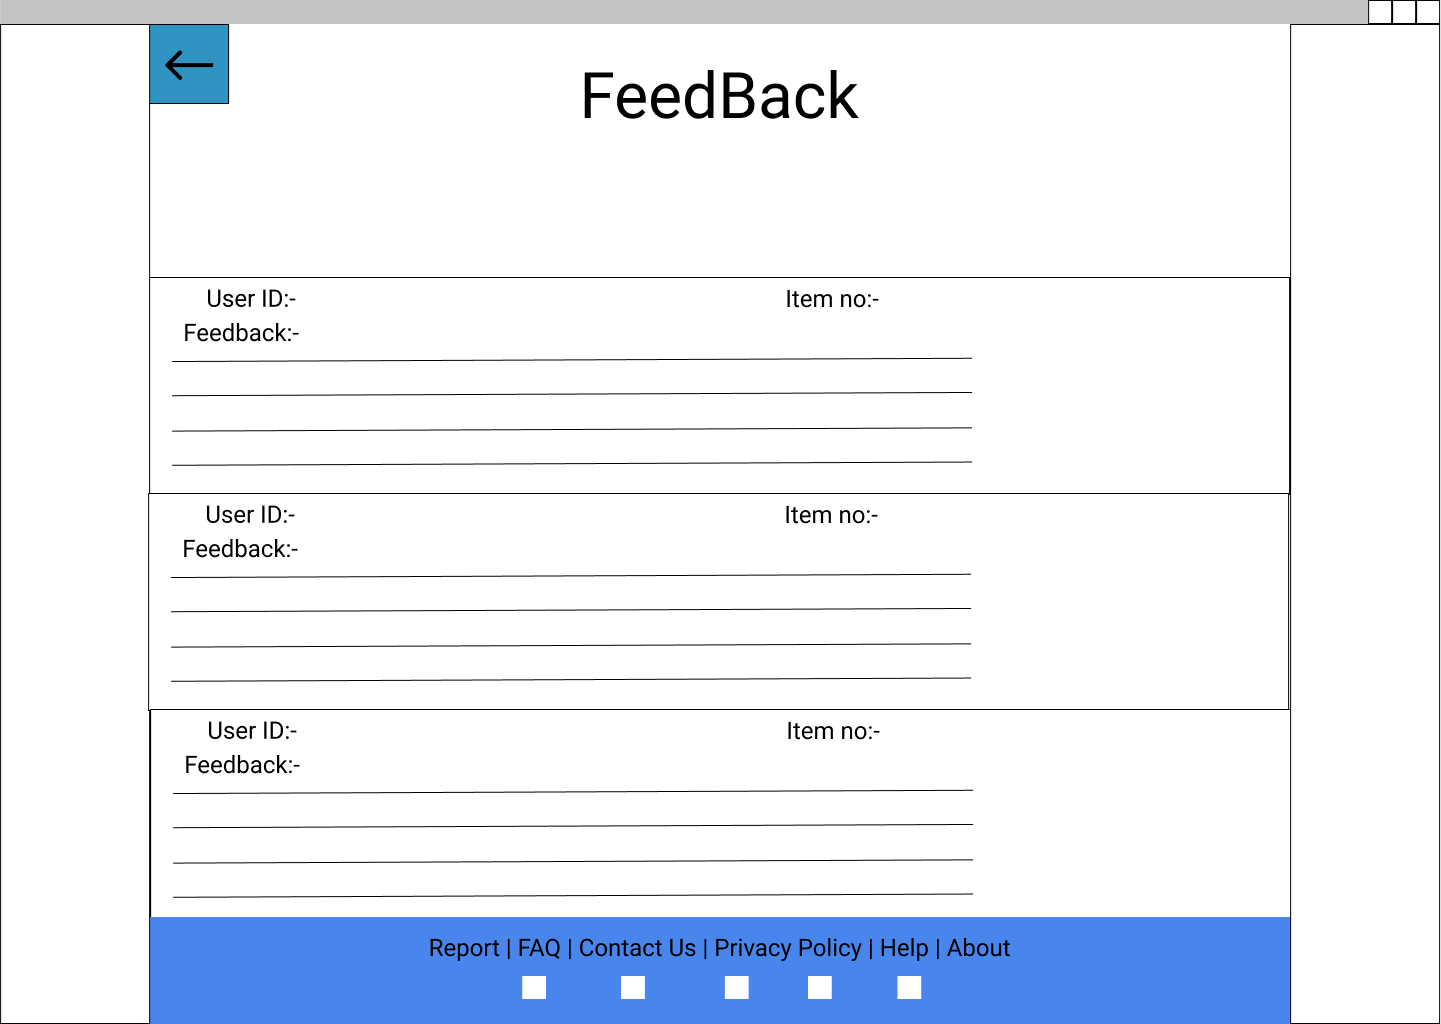 FeedBack
User ID:- Item no:-
Feedback:-
User ID:- Item no:-
Feedback:-
User ID:- Item no:-
Feedback:-
Report | FAQ | Contact Us | Privacy Policy | Help | About